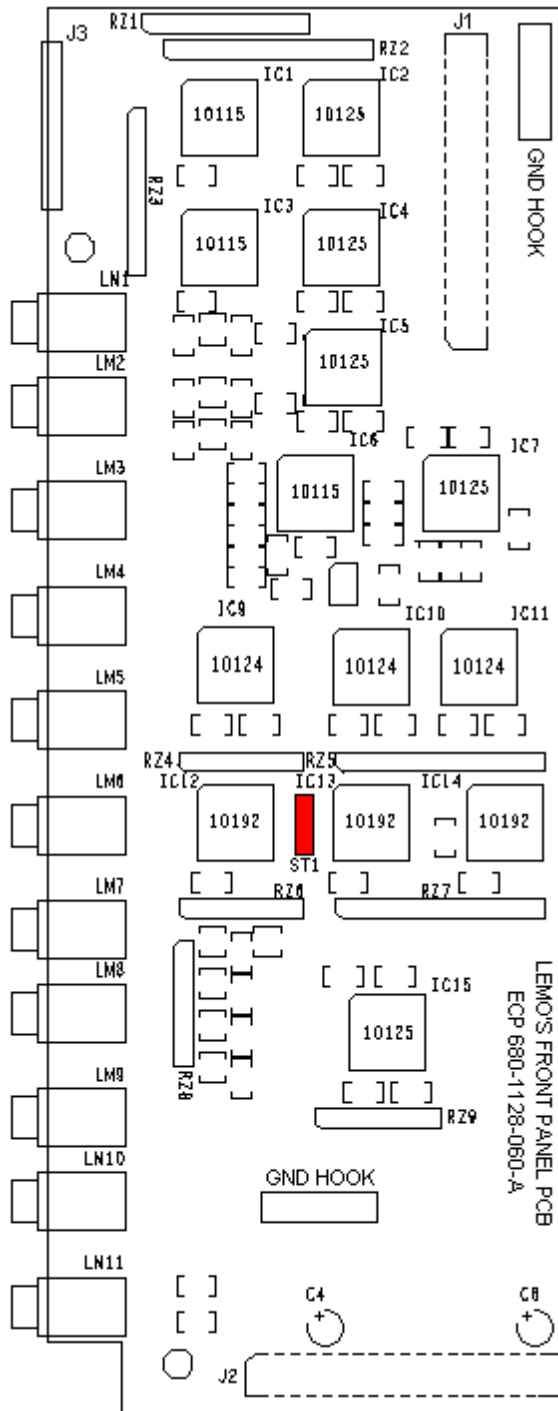 RZ1
J3
J1
RZ2
IC1
IC2
10115
10125
GND HOOK
RZ3
IC3
IC4
10115
10125
LN1
IC5
10125
LM2
IC6
IC7
LM3
10115
10125
LM4
IC9
IC10
IC11
10124
10124
10124
LM5
RZ4
RZ5
LM6
IC12
IC13
IC14
10192
10192
10192
ST1
LM7
RZ6
RZ7
LM8
IC15
10125
LEMO'S FRONT PANEL PCB
ECP 680-1128-060-A
LM9
RZ8
RZ9
LN10
GND HOOK
LN11
C4
C8
J2